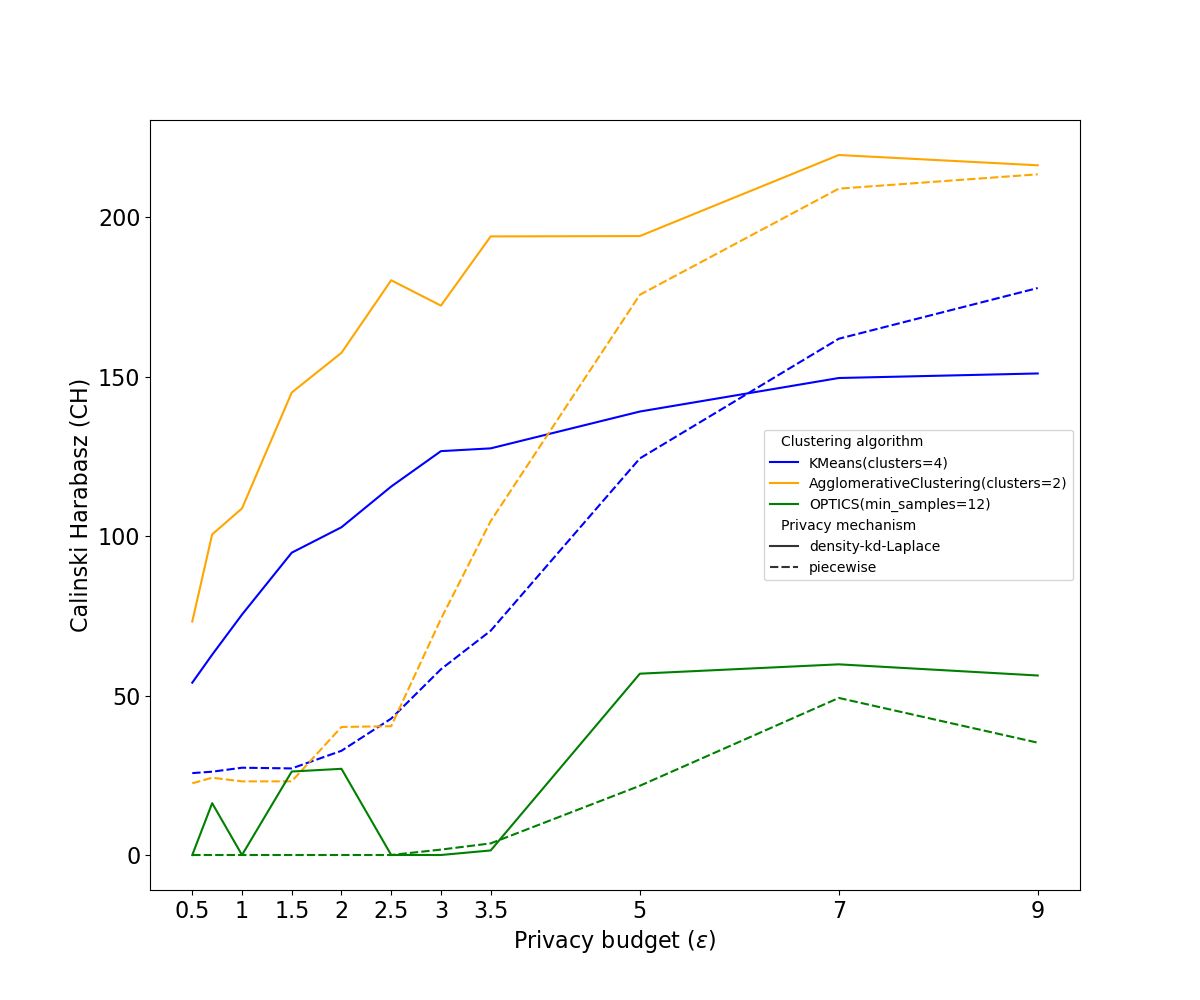 200
150
100
50
0
Calinski Harabasz (CH)
Clustering algorithm
KMeans(clusters=4)
AgglomerativeClustering(clusters=2)
OPTICS(min_samples=12)
Privacy mechanism
density-kd-Laplace
piecewise
0.5 1 1.5 2 2.5 3 3.5 5 7 9
Privacy budget (ε)